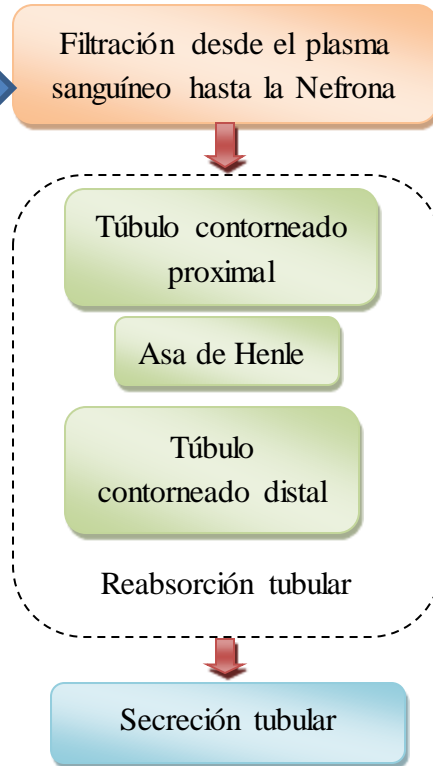 Filtración desde el plasma
sanguíneo hasta la Nefrona
Túbulo contorneado
proximal
Asa de Henle
Túbulo
contorneado distal
Reabsorción tubular
Secreción tubular